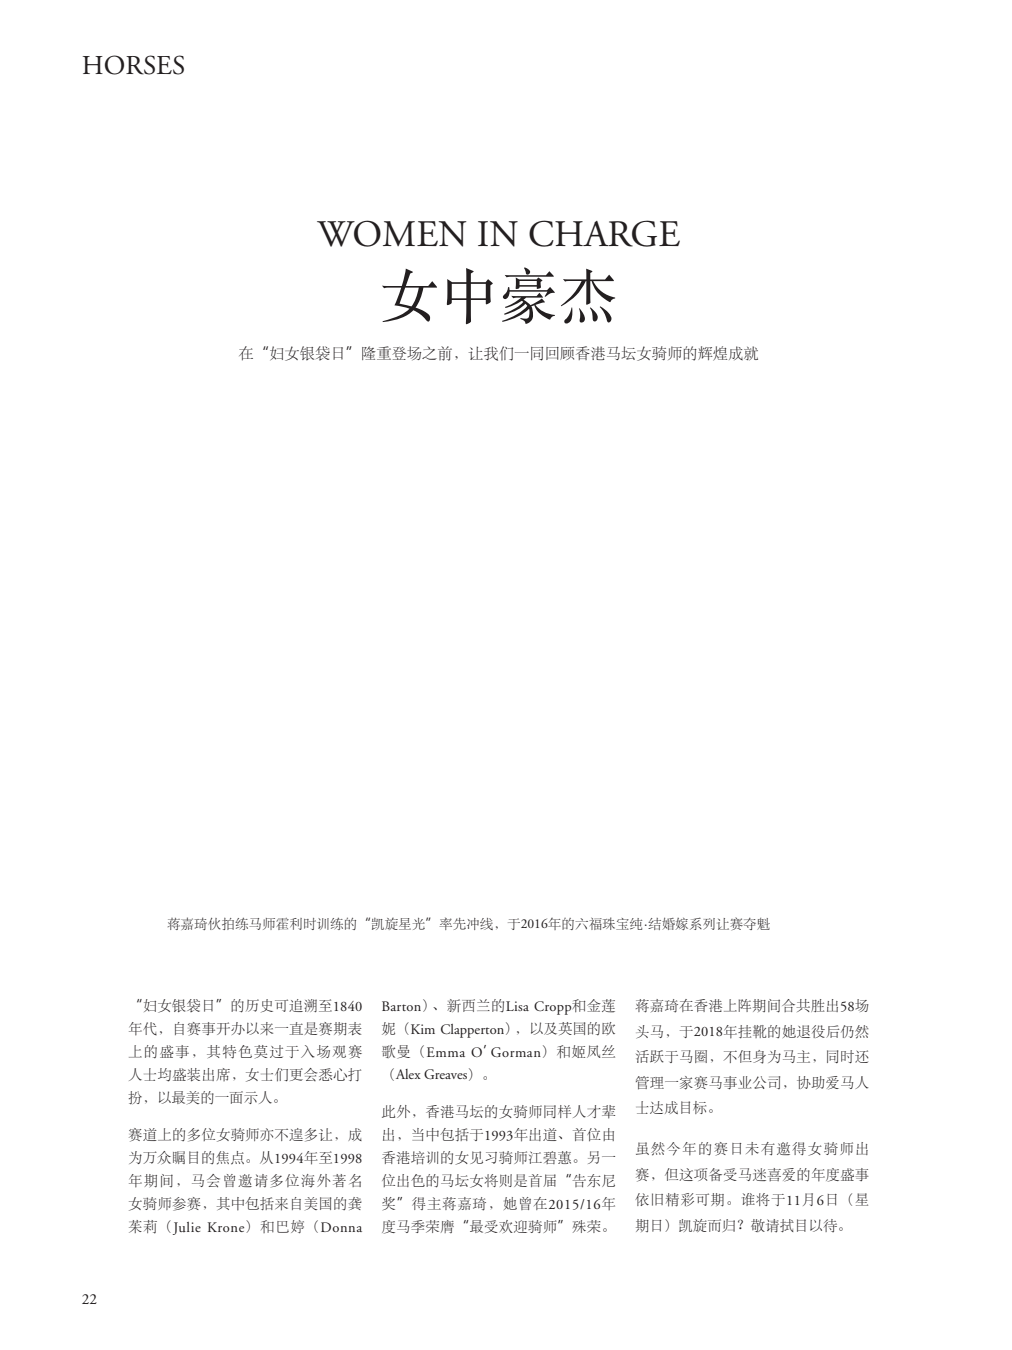 HORSES
WOMEN IN CHARGE
女中豪杰
在“妇女银袋日”隆重登场之前，让我们一同回顾香港马坛女骑师的辉煌成就
蒋嘉琦伙拍练马师霍利时训练的“凯旋星光”率先冲线，于2016年的六福珠宝纯·结婚嫁系列让赛夺魁
“妇女银袋日”的历史可追溯至1840
年代，自赛事开办以来一直是赛期表
上的盛事，其特色莫过于入场观赛
人士均盛装出席，女士们更会悉心打
扮，以最美的一面示人。
赛道上的多位女骑师亦不遑多让，成
为万众瞩目的焦点。从1994年至1998
年期间，马会曾邀请多位海外著名
女骑师参赛，其中包括来自美国的龚
茱莉（Julie Krone）和巴婷（Donna
Barton）、新西兰的Lisa Cropp和金莲
妮（Kim Clapperton），以及英国的欧
歌曼（Emma O’Gorman）和姬凤丝
（Alex Greaves）。
此外，香港马坛的女骑师同样人才辈
出，当中包括于1993年出道、首位由
香港培训的女见习骑师江碧蕙。另一
位出色的马坛女将则是首届“告东尼
奖”得主蒋嘉琦，她曾在2015/16年
度马季荣膺“最受欢迎骑师”殊荣。
蒋嘉琦在香港上阵期间合共胜出58场
头马，于2018年挂靴的她退役后仍然
活跃于马圈，不但身为马主，同时还
管理一家赛马事业公司，协助爱马人
士达成目标。
虽然今年的赛日未有邀得女骑师出
赛，但这项备受马迷喜爱的年度盛事
依旧精彩可期。谁将于11月6日（星
期日）凯旋而归？敬请拭目以待。
22